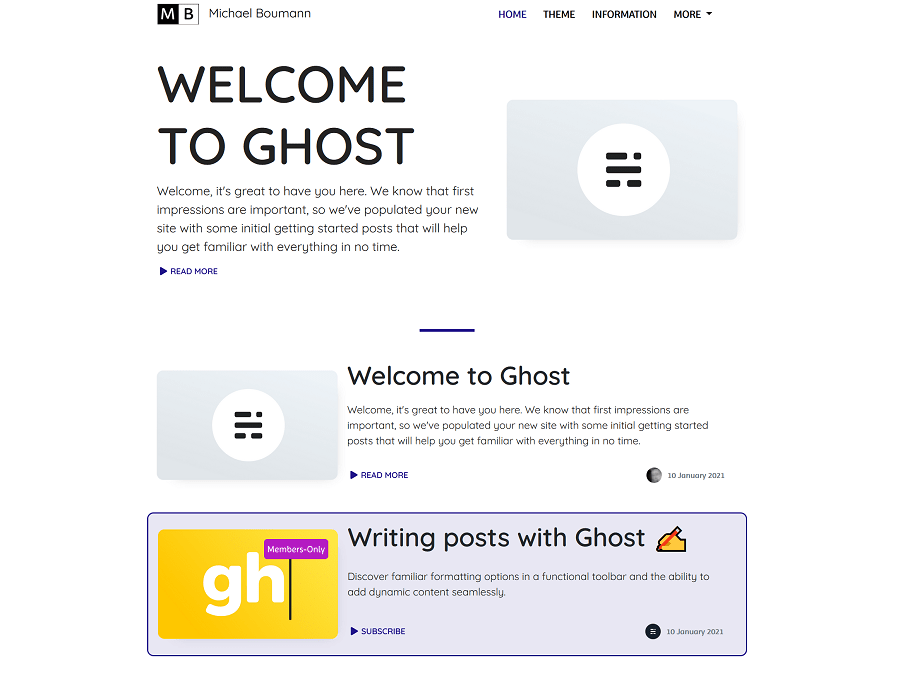 MB Michael Boumann
HOME THEME INFORMATION MORE
WELCOME
TO GHOST
Welcome, it's great to have you here. We know that first
impressions are important, so we've populated your new
site with some initial getting started posts that will help
you get familiar with everything in no time.
READ MORE
Welcome to Ghost
Welcome, it's great to have you here. We know that first impressions are
important, so we've populated your new site with some initial getting started
posts that will help you get familiar with everything in no time.
READ MORE
10 January 2021
gh
Members-Only
Writing posts with Ghost ✍️
Discover familiar formatting options in a functional toolbar and the ability to
add dynamic content seamlessly.
SUBSCRIBE
10 January 2021